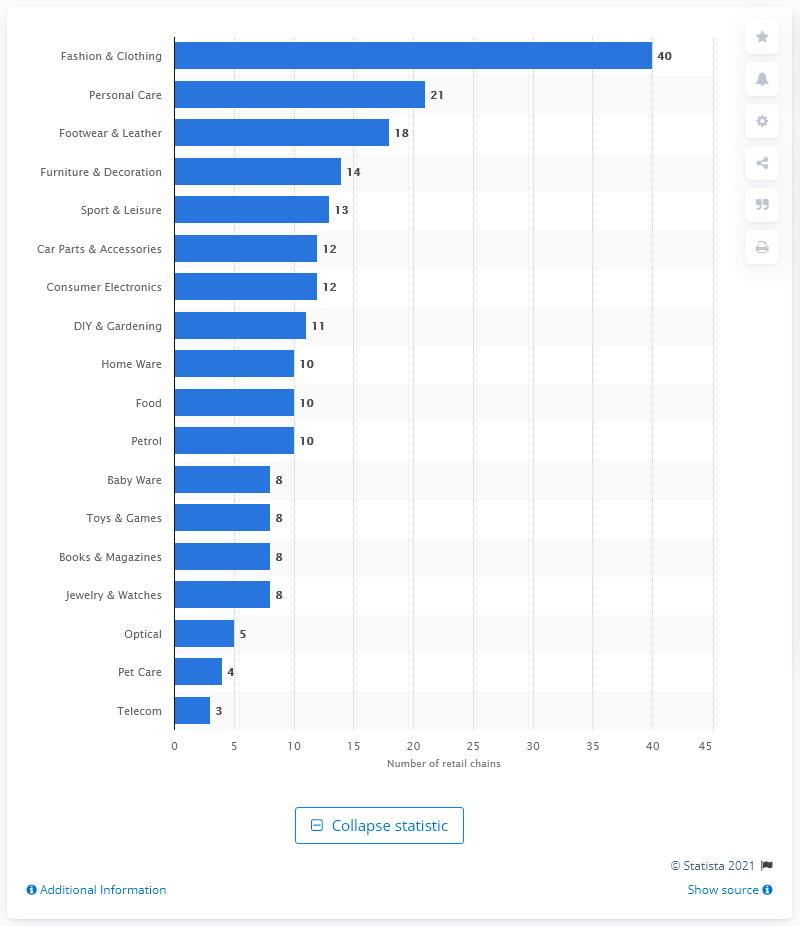 Fashion & Clothing 40
Personal Care 21
Footwear & Leather 18
Furniture & Decoration 14
Sport & Leisure 13
Car Parts & Accessories 12
Consumer Electronics 12
DIY & Gardening 11
Home Ware 10
Food 10
Petrol 10
Baby Ware 8
Toys & Games 8
Books & Magazines 8
Jewelry & Watches 8
Optical 5
Pet Care 4
Telecom 3
0 5 10 15 20 25 30 35 40 45
Number of retail chains
Collapse statistic
© Statista 2021
Additional Information
Show source